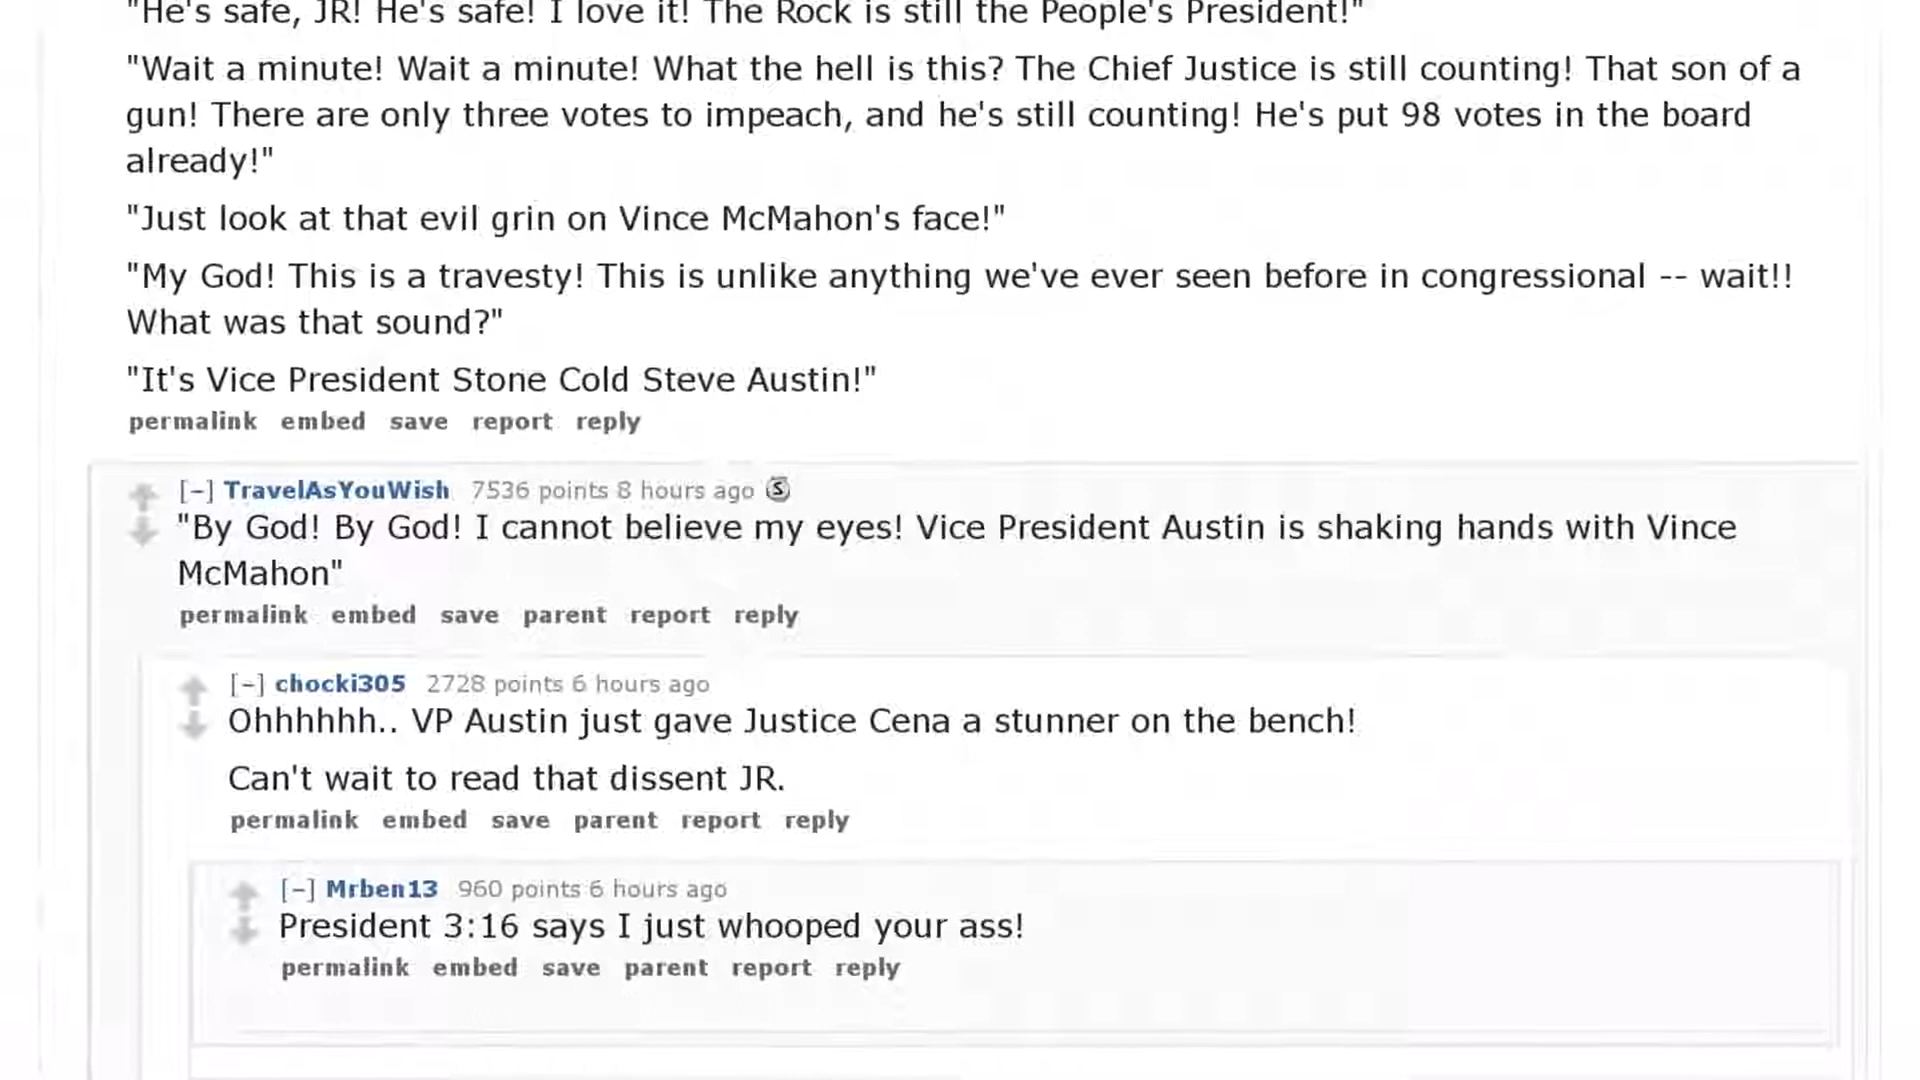 "He's safe, JR! He's safe! I love it! The Rock is still the People's President!"
"Wait a minute! Wait a minute! What the hell is this? The Chief Justice is still counting! That son of a
gun! There are only three votes to impeach, and he's still counting! He's put 98 votes in the board
already!"
"Just look at that evil grin on Vince McMahon's face!"
"My God! This is a travesty! This is unlike anything we've ever seen before in congressional -- wait!!
What was that sound?"
"It's Vice President Stone Cold Steve Austin!"
permalink embed save report reply
[–] TravelAsYouWish 7536 points 8 hours ago S
"By God! By God! I cannot believe my eyes! Vice President Austin is shaking hands with Vince
McMahon"
permalink embed save parent report reply
[–] chocki305 2728 points 6 hours ago
Ohhhhhh.. VP Austin just gave Justice Cena a stunner on the bench!
Can't wait to read that dissent JR.
permalink embed save parent report reply
[–] Mrben13 960 points 6 hours ago
President 3:16 says I just whooped your ass!
permalink embed save parent report reply